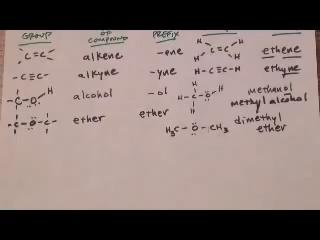 GROUP OF COMPOUND PREFIX
C=C alkene -ene H H C=C H H ethene
-C≡C- alkyne -yne H-C≡C-H ethyne
-C-O-H alcohol -ol H-C-O-H H methanol
methyl alcohol
-C-O-C- ether ether H₃C-O-CH₃ dimethyl
ether